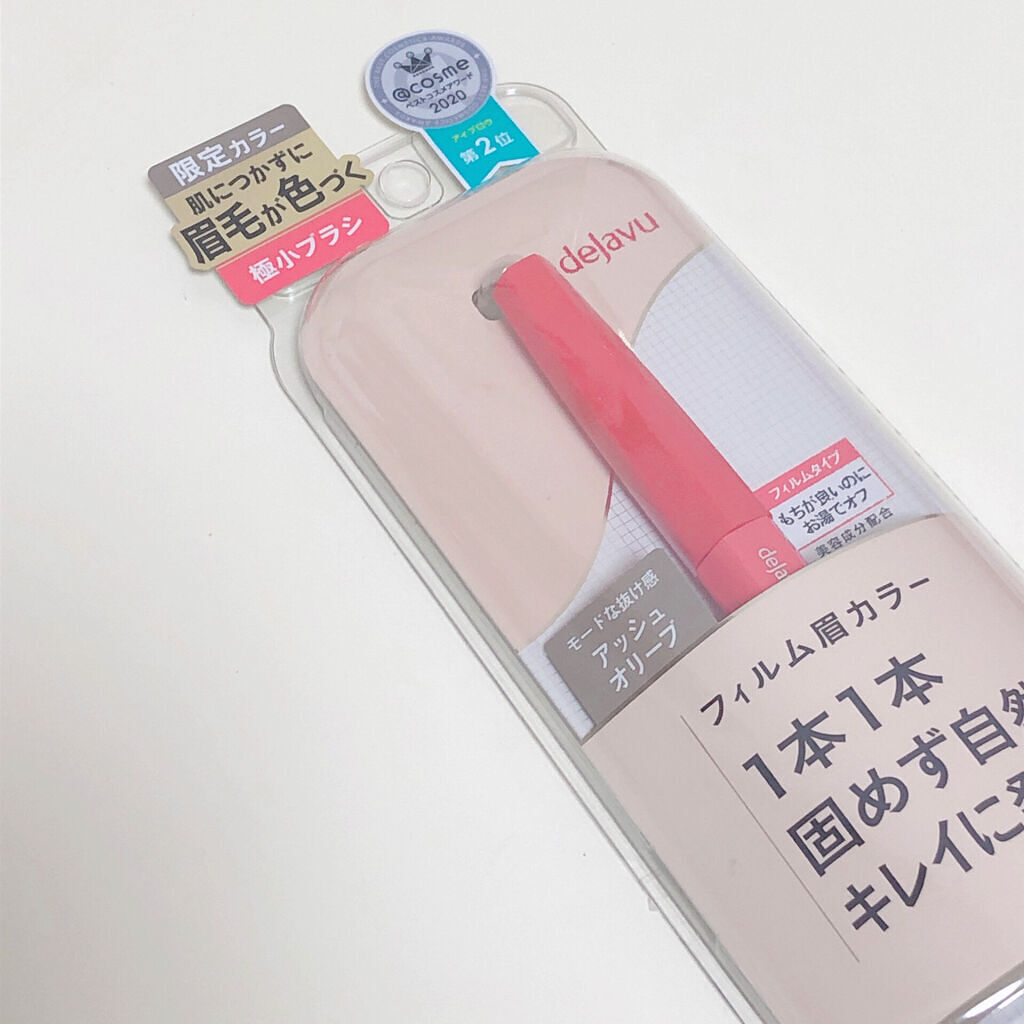 @cosme
ベストコスメアワード
2020
アイブロウ
第2位
限定カラー
肌につかずに
眉毛が色づく
極小ブラシ
dejavu
フィルムタイプ
もちが良いのに
お湯でオフ
美容成分配合
deja
モードな抜け感
アッシュ
オリーブ
フィルム眉カラー
1本1本
固めず自然
キレイに